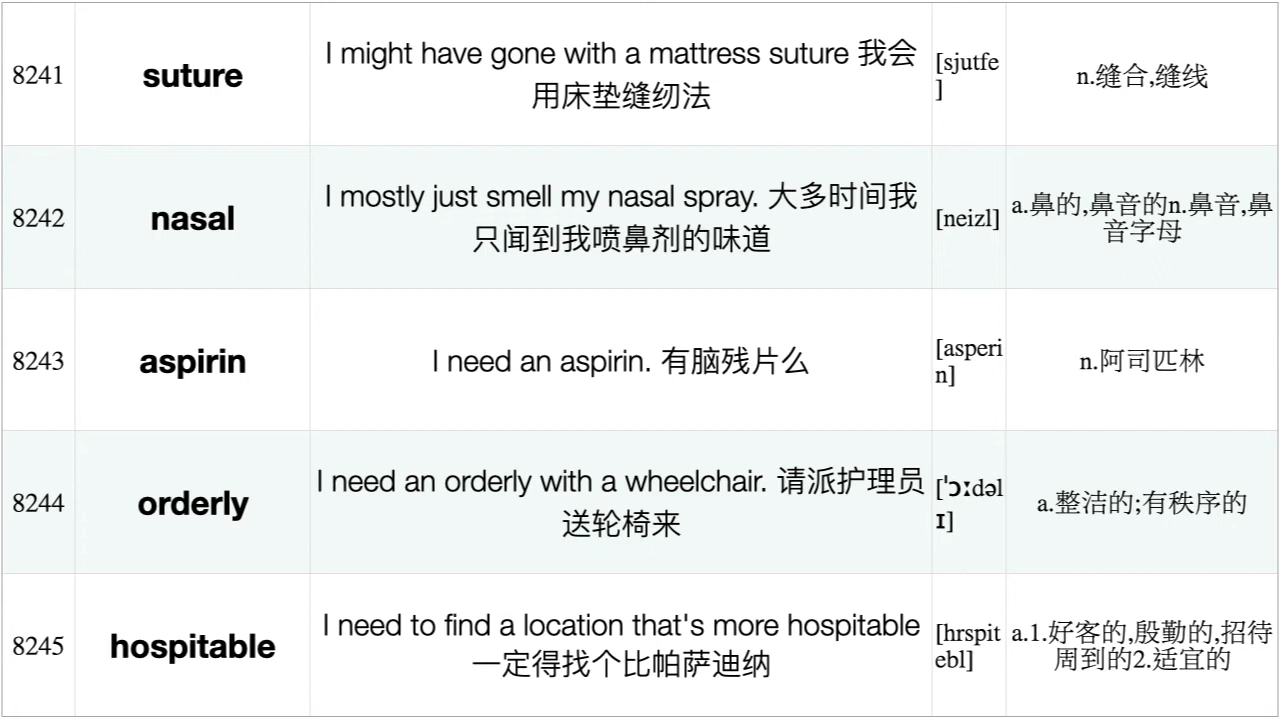 8241
suture
I might have gone with a mattress suture 我会
用床垫缝纫法
[sjutfe
]
n.缝合,缝线
8242
nasal
I mostly just smell my nasal spray. 大多时间我
只闻到我喷鼻剂的味道
[neizl]
a.鼻的,鼻音的n.鼻音,鼻
音字母
8243
aspirin
I need an aspirin. 有脑残片么
[asperi
n]
n.阿司匹林
8244
orderly
I need an orderly with a wheelchair. 请派护理员
送轮椅来
[ˈɔːdəl
ɪ]
a.整洁的;有秩序的
8245
hospitable
I need to find a location that's more hospitable
一定得找个比帕萨迪纳
[hrspit
ebl]
a.1.好客的,殷勤的,招待
周到的2.适宜的